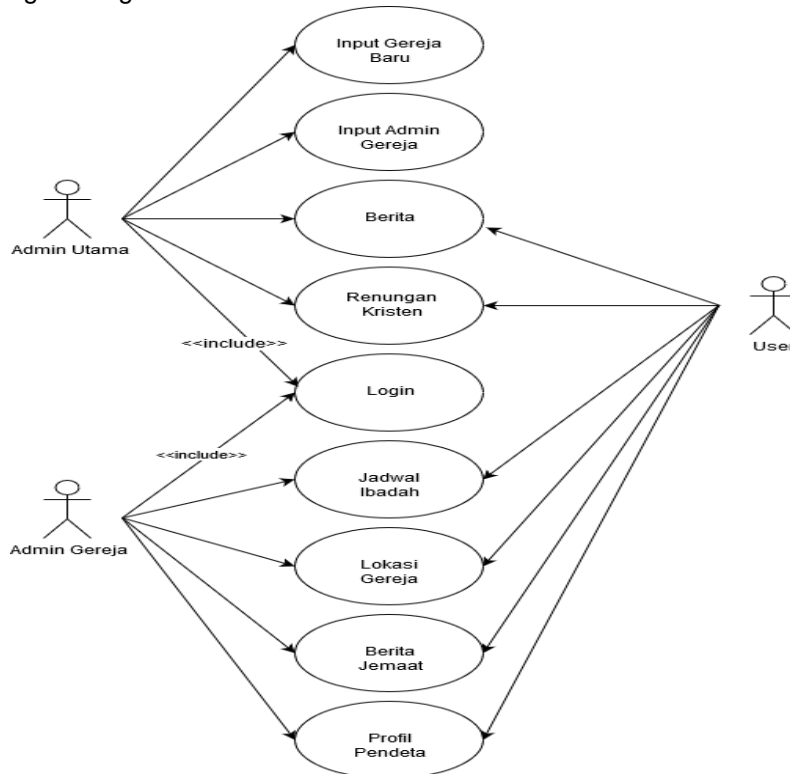 Input Gereja
Baru
Input Admin
Gereja
Berita
Admin Utama
Renungan
Kristen
User
<<include>>
Login
<<include>>
Jadwal
Ibadah
Admin Gereja
Lokasi
Gereja
Berita
Jemaat
Profil
Pendeta